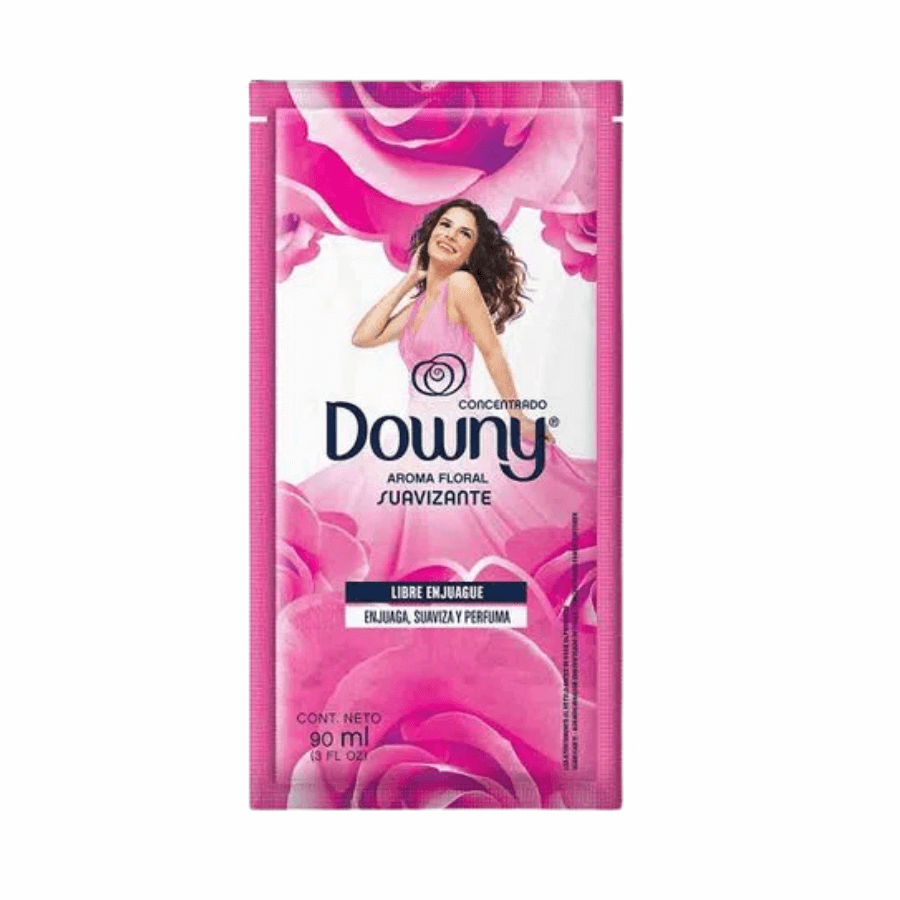 CONCENTRADO
Downy®
AROMA FLORAL
SUAVIZANTE
LIBRE ENJUAGUE
ENJUAGA, SUAVIZA Y PERFUMA
CONT. NETO
90 ml
(3 FL OZ)